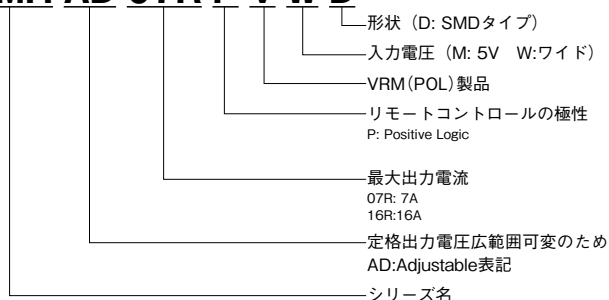 形状（D: SMDタイプ）
入力電圧（M: 5V　W:ワイド）
VRM（POL）製品
リモートコントロールの極性
P: Positive Logic
最大出力電流
07R: 7A
16R:16A
定格出力電圧広範囲可変のため
AD:Adjustable表記
シリーズ名